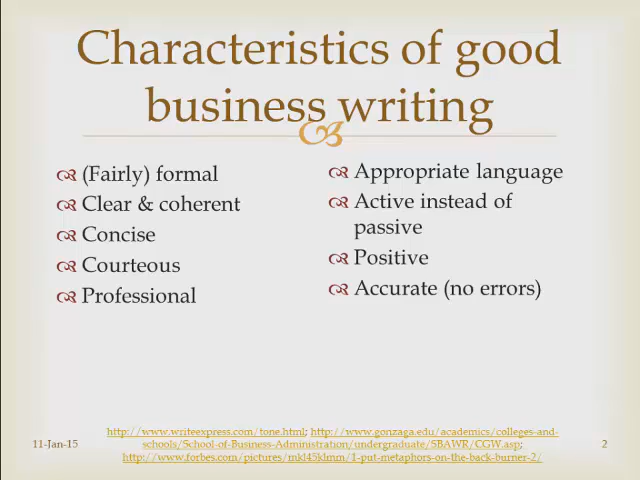 Characteristics of good
business writing
(Fairly) formal
Clear & coherent
Concise
Courteous
Professional
Appropriate language
Active instead of
passive
Positive
Accurate (no errors)
11-Jan-15
http://www.writeexpress.com/tone.html; http://www.gonzaga.edu/academics/colleges-and-
schools/School-of-Business-Administration/undergraduate/SBAWR/CGW.asp;
http://www.forbes.com/pictures/mkl45klmm/1-put-metaphors-on-the-back-burner-2/
2